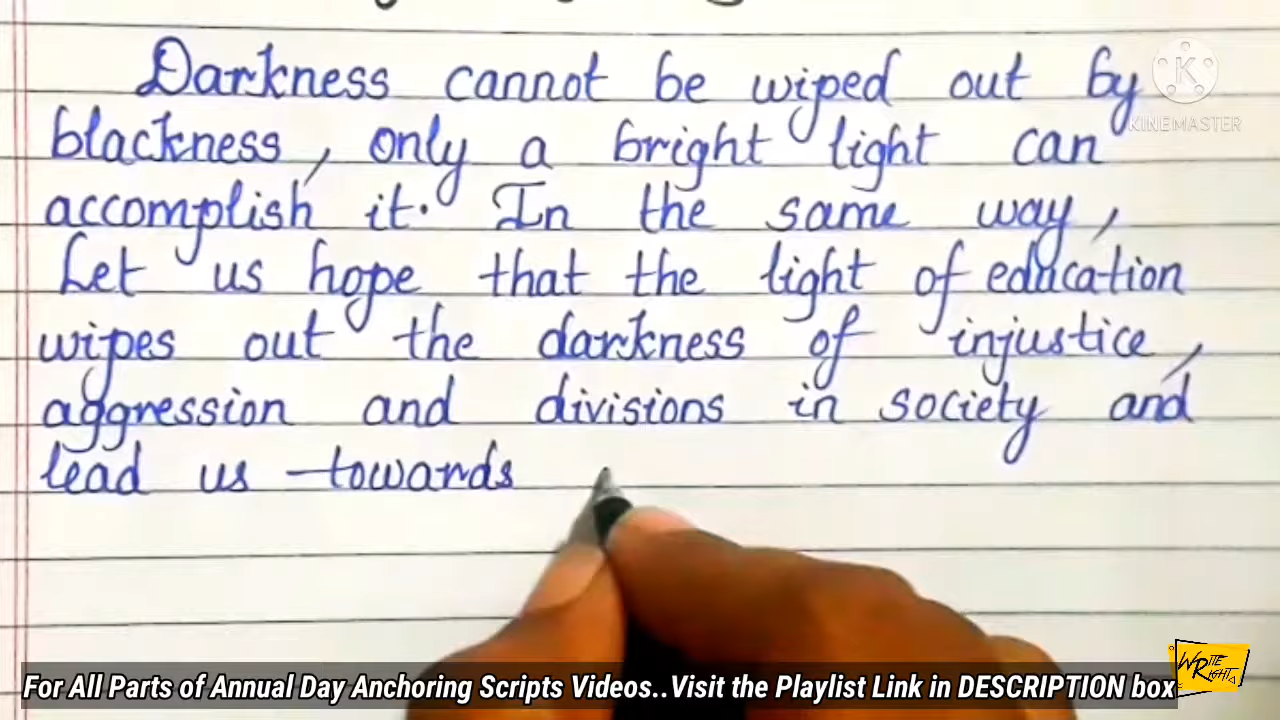 Darkness cannot be wiped out by
KINEMASTER
blackness, only a bright light can
accomplish it. In the same way,
Let us hope that the light of education
wipes out the darkness of injustice,
aggression and divisions in society and
lead us towards
For All Parts of Annual Day Anchoring Scripts Videos..Visit the Playlist Link in DESCRIPTION box
WRITE
RIGHT